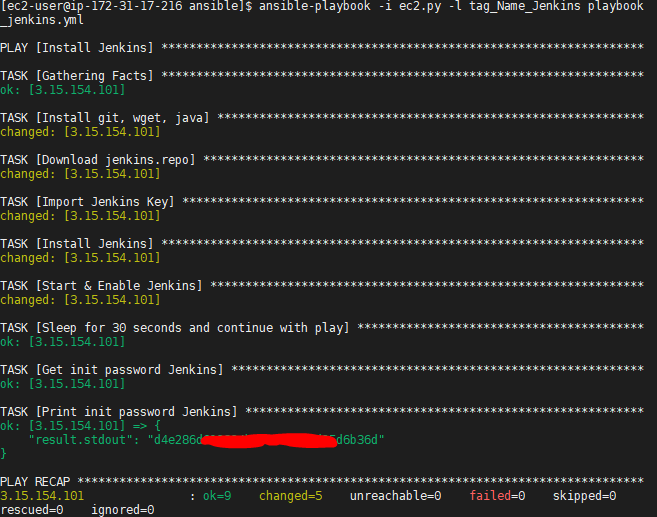 [ec2-user@ip-172-31-17-216 ansible]$ ansible-playbook -i ec2.py -l tag_Name_Jenkins playbook
_jenkins.yml
PLAY [Install Jenkins] *********************************************************************
TASK [Gathering Facts] *********************************************************************
ok: [3.15.154.101]
TASK [Install git, wget, java] *************************************************************
changed: [3.15.154.101]
TASK [Download jenkins.repo] ***************************************************************
changed: [3.15.154.101]
TASK [Import Jenkins Key] ******************************************************************
changed: [3.15.154.101]
TASK [Install Jenkins] *********************************************************************
changed: [3.15.154.101]
TASK [Start & Enable Jenkins] **************************************************************
changed: [3.15.154.101]
TASK [Sleep for 30 seconds and continue with play] *****************************************
ok: [3.15.154.101]
TASK [Get init password Jenkins] ***********************************************************
ok: [3.15.154.101]
TASK [Print init password Jenkins] *********************************************************
ok: [3.15.154.101] => {
    "result.stdout": "d4e286d 5d6b36d"
}
PLAY RECAP *********************************************************************************
3.15.154.101               : ok=9    changed=5    unreachable=0    failed=0    skipped=0
rescued=0    ignored=0